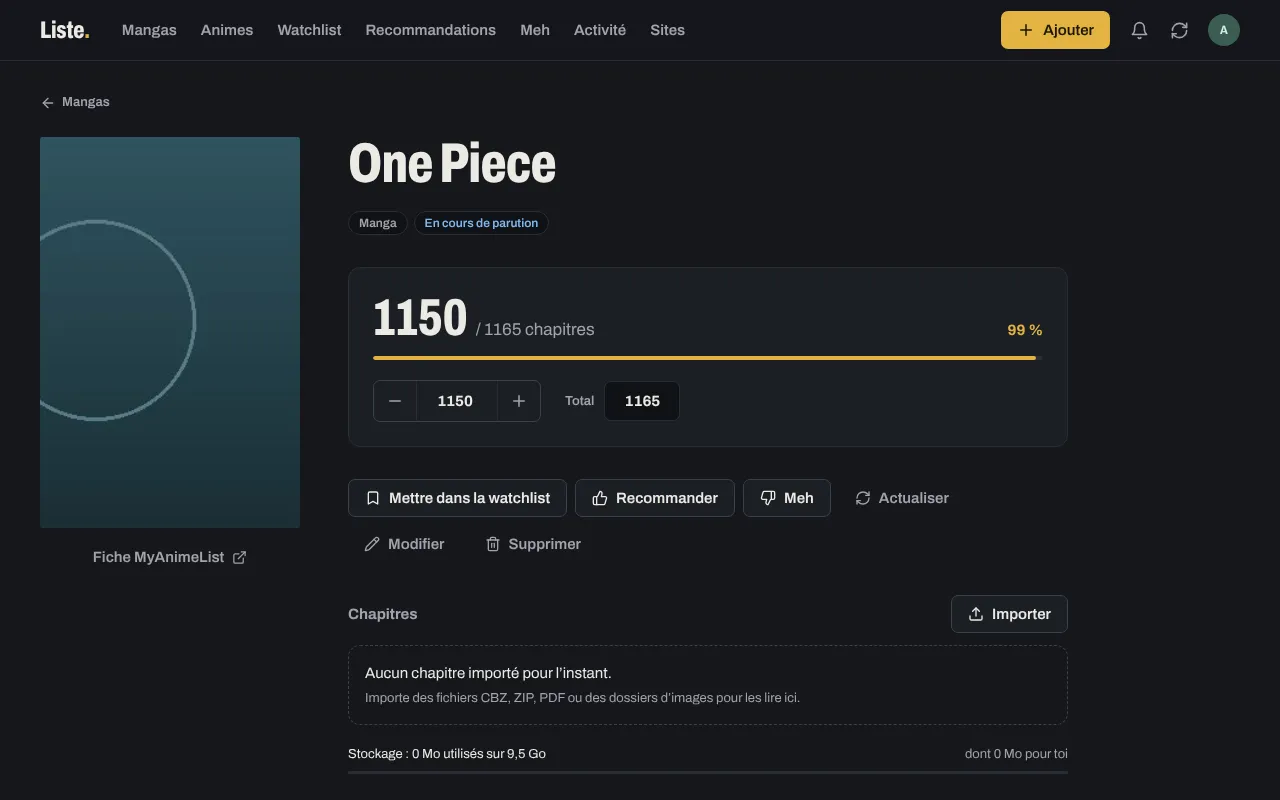 Liste. Mangas Animes Watchlist Recommandations Meh Activité Sites Ajouter A
Mangas
One Piece
Manga En cours de parution
1150 / 1165 chapitres 99 %
1150 Total 1165
Mettre dans la watchlist Recommander Meh Actualiser
Modifier Supprimer
Fiche MyAnimeList
Chapitres Importer
Aucun chapitre importé pour l’instant.
Importe des fichiers CBZ, ZIP, PDF ou des dossiers d’images pour les lire ici.
Stockage : 0 Mo utilisés sur 9,5 Go dont 0 Mo pour toi